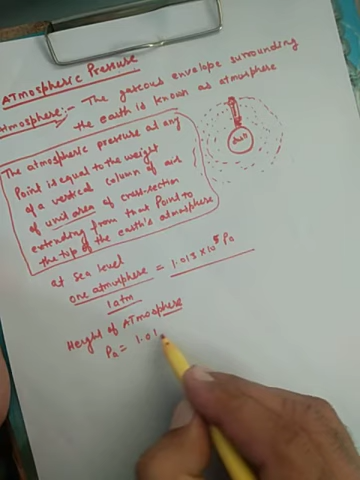 Atmospheric Pressure
Atmosphere:- The gaseous envelope surrounding
the earth is known as atmosphere
The atmospheric pressure at any
Point is equal to the weight
of a vertical column of air
of unit area of cross-section
extending from that Point to
the top of the earth's atmosphere
at sea level
one atmosphere = 1.013 × 10⁵ Pa
1 atm
Height of ATmosphere
Pa = 1.01